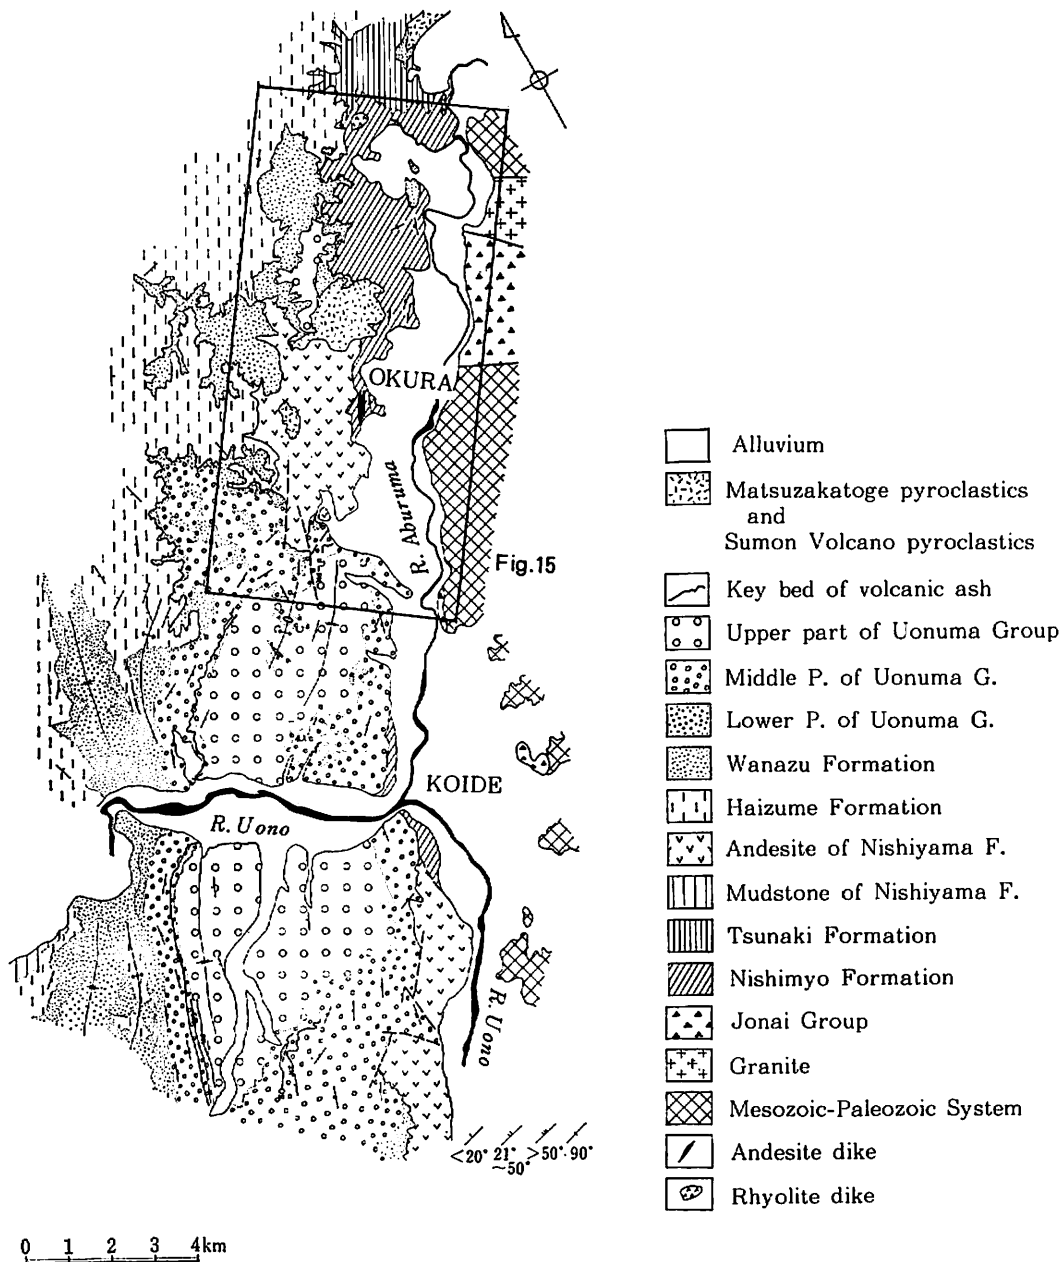 OKURA
R. Aburuma
Fig.15
KOIDE
R. Uono
R. Uono
<20° 21° >50° 90°
~50°
0 1 2 3 4km
Alluvium
Matsuzakatoge pyroclastics
and
Sumon Volcano pyroclastics
Key bed of volcanic ash
Upper part of Uonuma Group
Middle P. of Uonuma G.
Lower P. of Uonuma G.
Wanazu Formation
Haizume Formation
Andesite of Nishiyama F.
Mudstone of Nishiyama F.
Tsunaki Formation
Nishimyo Formation
Jonai Group
Granite
Mesozoic-Paleozoic System
Andesite dike
Rhyolite dike